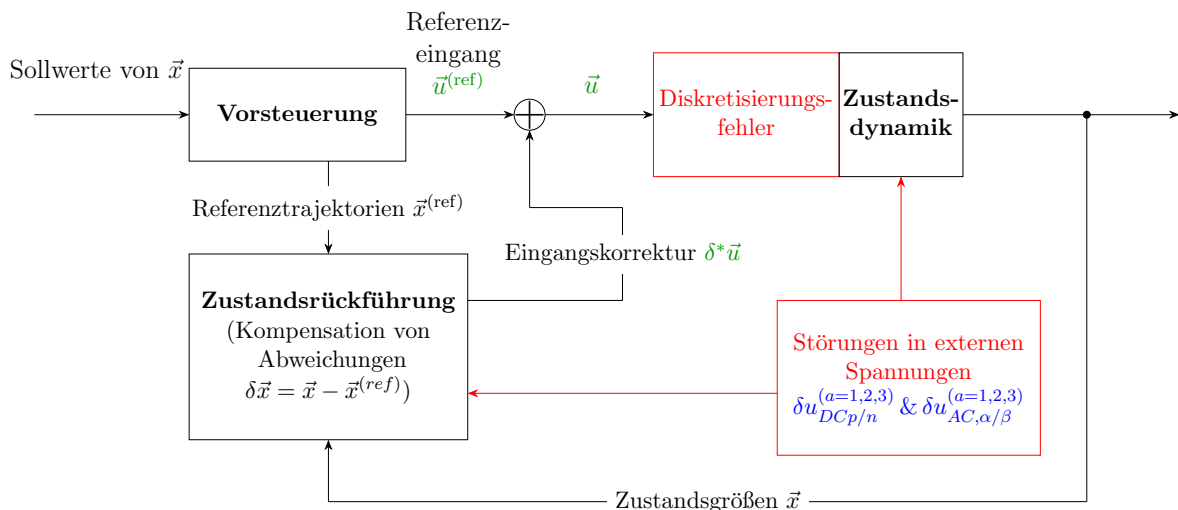 Sollwerte von $\vec{x}$
Vorsteuerung
Referenz-
eingang
$\vec{u}^{(\mathrm{ref})}$
$\vec{u}$
Diskretisierungs-
fehler
Zustands-
dynamik
Referenztrajektorien $\vec{x}^{(\mathrm{ref})}$
Eingangskorrektur $\delta^*\vec{u}$
Zustandsrückführung
(Kompensation von
Abweichungen
$\delta\vec{x} = \vec{x} - \vec{x}^{(ref)}$)
Störungen in externen
Spannungen
$\delta u_{DCp/n}^{(a=1,2,3)}$ & $\delta u_{AC,\alpha/\beta}^{(a=1,2,3)}$
Zustandsgrößen $\vec{x}$